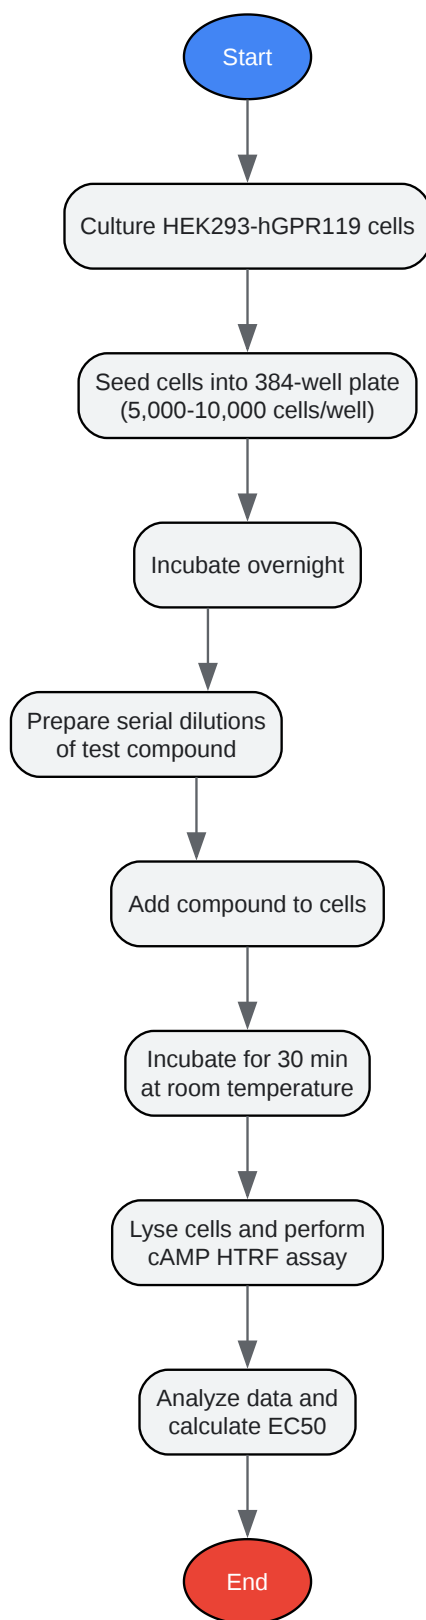 Start
Culture HEK293-hGPR119 cells
Seed cells into 384-well plate
(5,000-10,000 cells/well)
Incubate overnight
Prepare serial dilutions
of test compound
Add compound to cells
Incubate for 30 min
at room temperature
Lyse cells and perform
cAMP HTRF assay
Analyze data and
calculate EC50
End